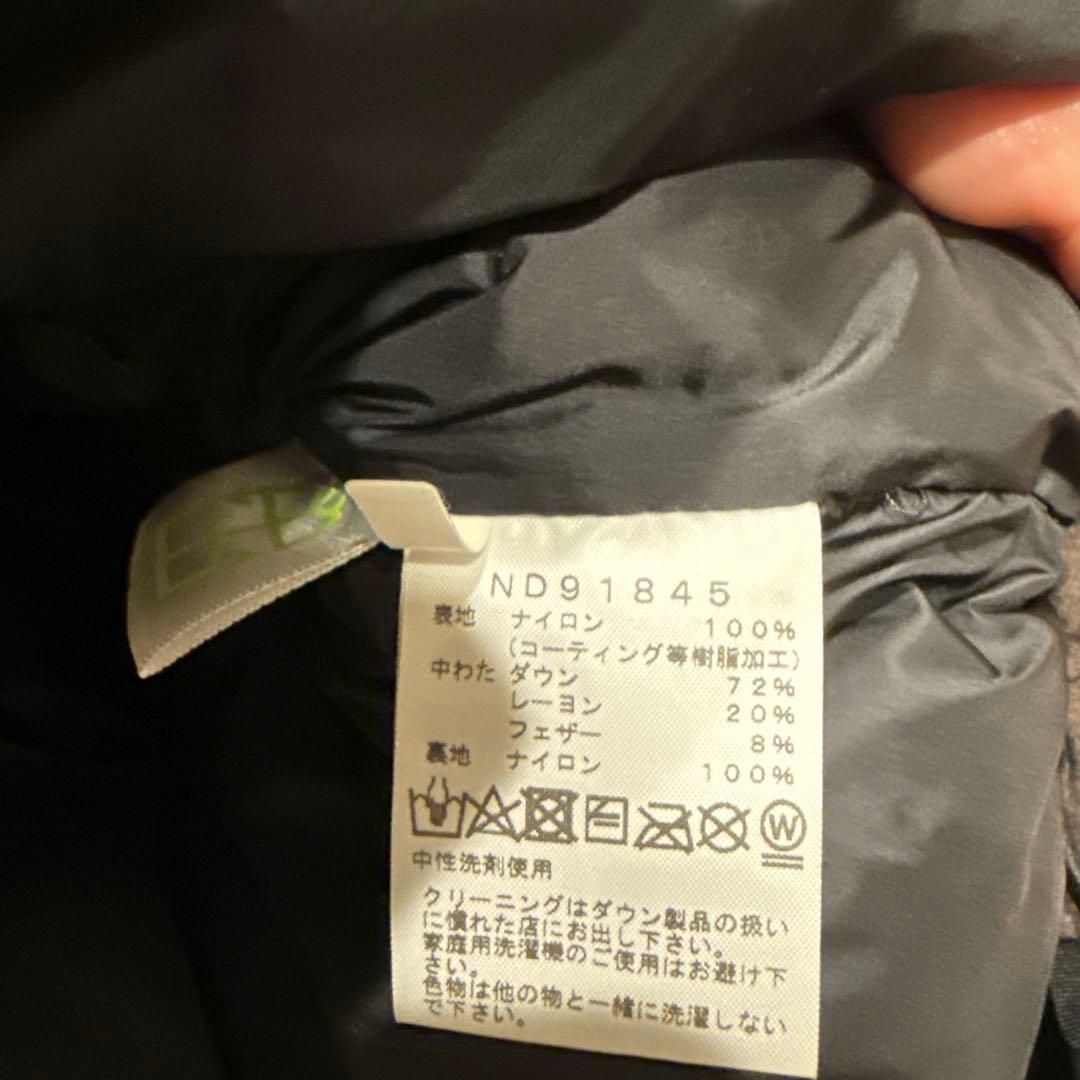 ND91845
表地 ナイロン 100%
(コーティング等樹脂加工)
中わた ダウン 72%
レーヨン 20%
フェザー 8%
裏地 ナイロン 100%
W
中性洗剤使用
クリーニングはダウン製品の扱い
に慣れた店にお出し下さい。
家庭用洗濯機のご使用はお避け下
さい。
色物は他の物と一緒に洗濯しない
で下さい。